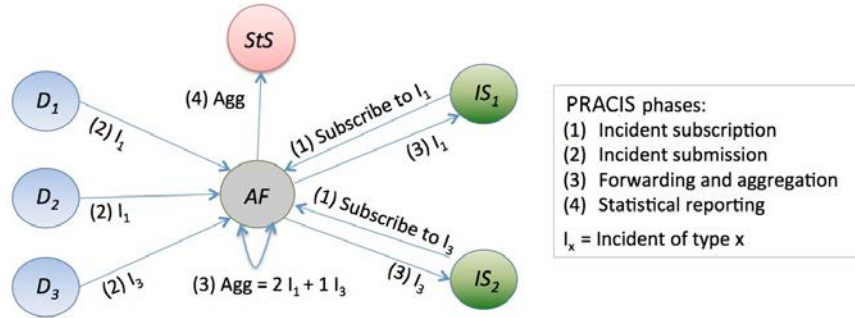 StS
D₁
IS₁
(4) Agg
(1) Subscribe to I₁
(2) I₁
(3) I₁
D₂
AF
(2) I₁
(1) Subscribe to I₃
D₃
(2) I₃
(3) Agg = 2 I₁ + 1 I₃
(3) I₃
IS₂
PRACIS phases:
(1) Incident subscription
(2) Incident submission
(3) Forwarding and aggregation
(4) Statistical reporting
Iₓ = Incident of type x